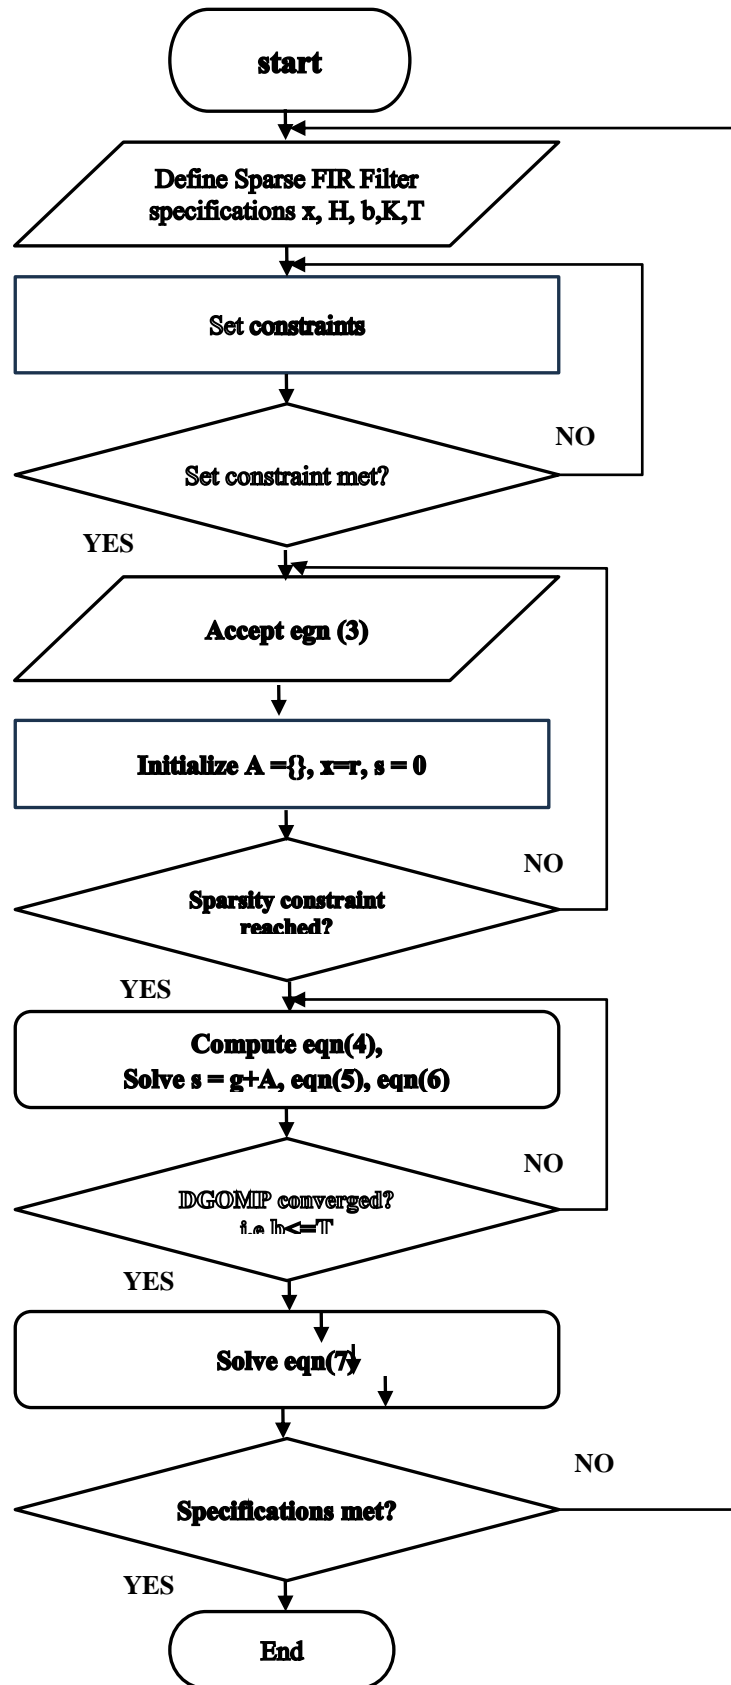 start
Define Sparse FIR Filter
specifications x, H, b,K,T
Set constraints
NO
Set constraint met?
YES
Accept egn (3)
Initialize A ={}, x=r, s = 0
NO
Sparsity constraint
reached?
YES
Compute eqn(4),
Solve s = g+A, eqn(5), eqn(6)
NO
DGOMP converged?
i.e b<=T
YES
Solve eqn(7)
NO
Specifications met?
YES
End